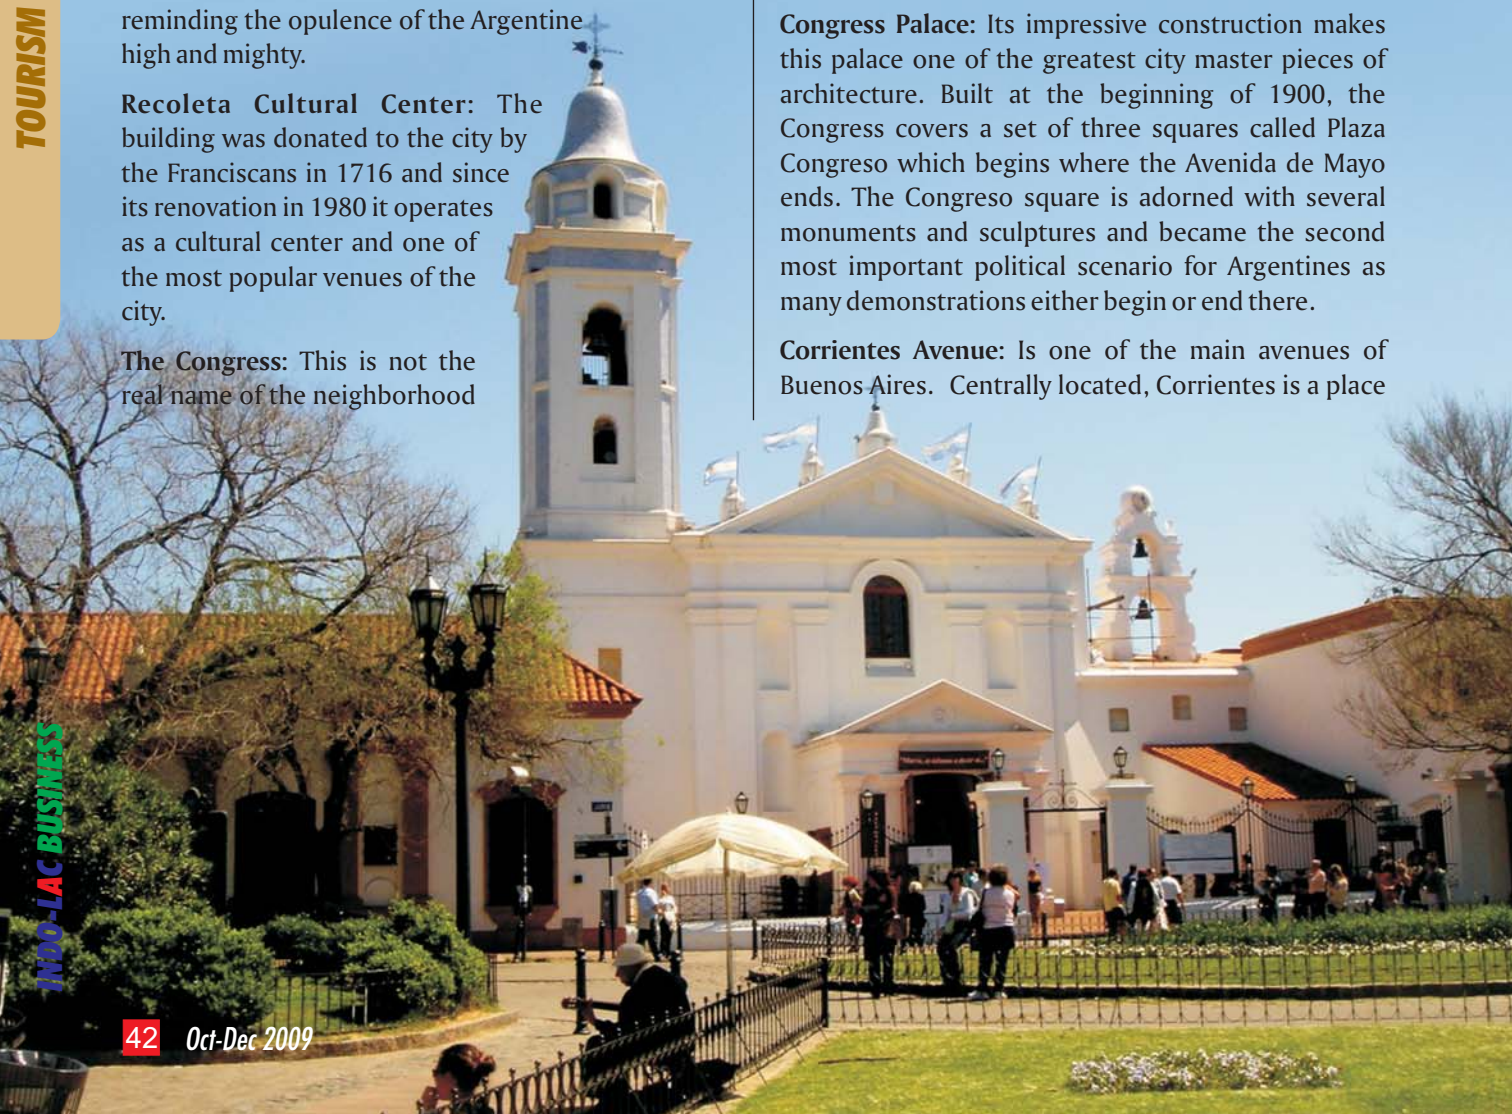 TOURISM
reminding the opulence of the Argentine
high and mighty.
Recoleta Cultural Center: The
building was donated to the city by
the Franciscans in 1716 and since
its renovation in 1980 it operates
as a cultural center and one of
the most popular venues of the
city.
The Congress: This is not the
real name of the neighborhood
Congress Palace: Its impressive construction makes
this palace one of the greatest city master pieces of
architecture. Built at the beginning of 1900, the
Congress covers a set of three squares called Plaza
Congreso which begins where the Avenida de Mayo
ends. The Congreso square is adorned with several
monuments and sculptures and became the second
most important political scenario for Argentines as
many demonstrations either begin or end there.
Corrientes Avenue: Is one of the main avenues of
Buenos Aires. Centrally located, Corrientes is a place
INDO-LAC BUSINESS
42 Oct-Dec 2009